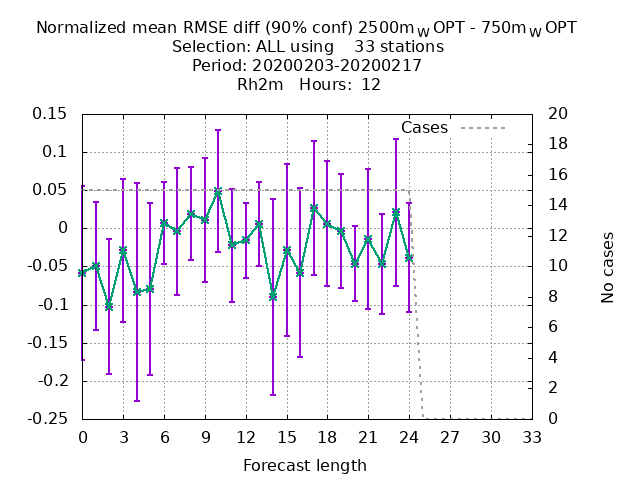 Normalized mean RMSE diff (90% conf) 2500m_W OPT - 750m_W OPT
Selection: ALL using    33 stations
Period: 20200203-20200217
Rh2m   Hours:  12
Cases
0.15
0.1
0.05
0
-0.05
-0.1
-0.15
-0.2
-0.25
20
18
16
14
12
10
8
6
4
2
0
No cases
0 3 6 9 12 15 18 21 24 27 30 33
Forecast length